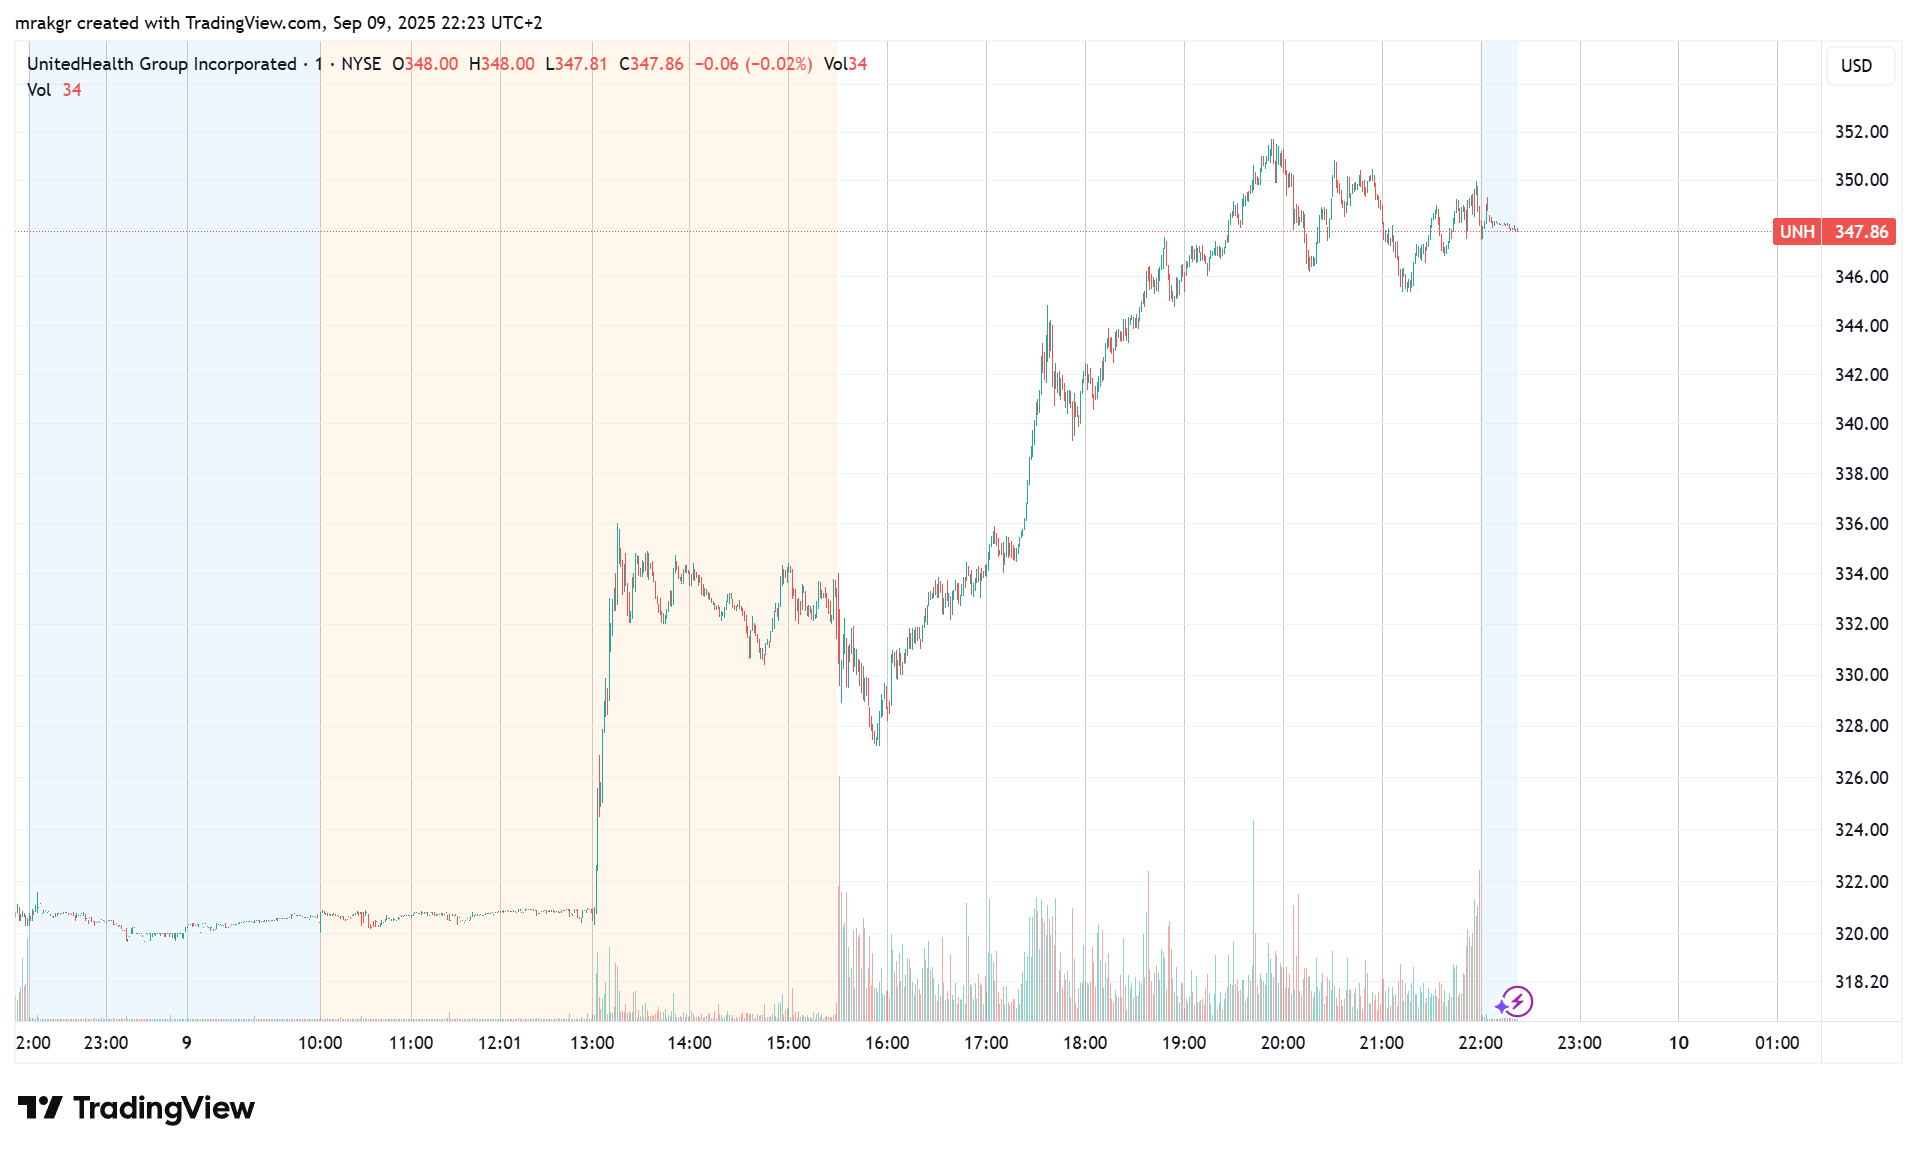 mrakgr created with TradingView.com, Sep 09, 2025 22:23 UTC+2
UnitedHealth Group Incorporated · 1 · NYSE O348.00 H348.00 L347.81 C347.86 −0.06 (−0.02%) Vol34
Vol 34
USD
352.00
350.00
UNH 347.86
346.00
344.00
342.00
340.00
338.00
336.00
334.00
332.00
330.00
328.00
326.00
324.00
322.00
320.00
318.20
2:00 23:00 9 10:00 11:00 12:01 13:00 14:00 15:00 16:00 17:00 18:00 19:00 20:00 21:00 22:00 23:00 10 01:00
TradingView